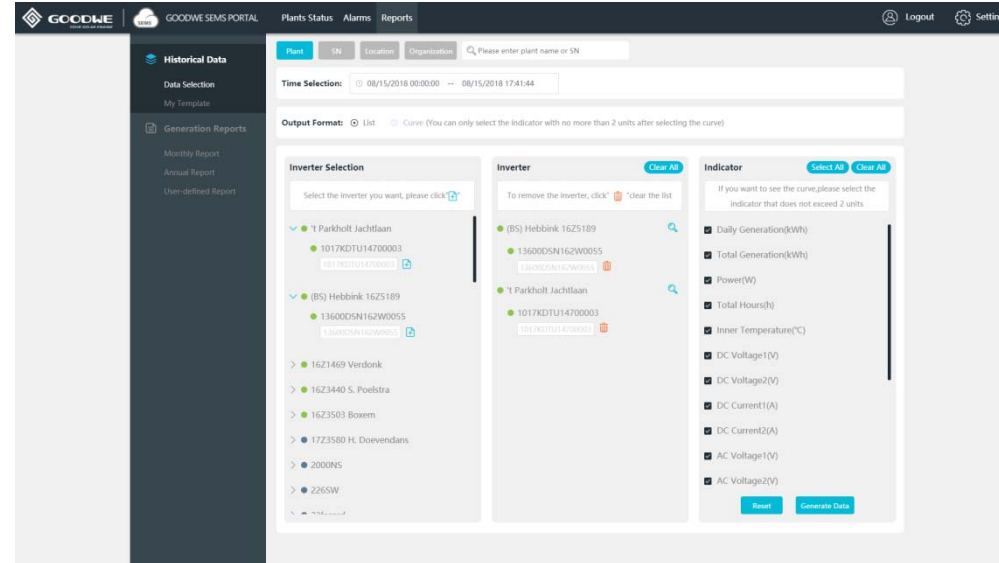 GOODWE
YOUR SOLAR ENGINE
SEMS
GOODWE SEMS PORTAL
Plants Status Alarms Reports
Logout
Settin
Historical Data
Data Selection
My Template
Generation Reports
Monthly Report
Annual Report
User-defined Report
Plant SN Location Organization Please enter plant name or SN
Time Selection: 08/15/2018 00:00:00 -- 08/15/2018 17:41:44
Output Format: List Curve (You can only select the indicator with no more than 2 units after selecting the curve)
Inverter Selection
Select the inverter you want, please click" "
't Parkholt Jachtlaan
1017KDTU14700003
1017KDTU14700003
(BS) Hebbink 16Z5189
13600DSN162W0055
13600DSN162W0055
16Z1469 Verdonk
16Z3440 S. Poelstra
16Z3503 Boxem
17Z3580 H. Doevendans
2000NS
226SW
Inverter Clear All
To remove the inverter, click" "clear the list
(BS) Hebbink 16Z5189
13600DSN162W0055
13600DSN162W0055
't Parkholt Jachtlaan
1017KDTU14700003
1017KDTU14700003
Indicator Select All Clear All
If you want to see the curve,please select the
indicator that does not exceed 2 units
Daily Generation(kWh)
Total Generation(kWh)
Power(W)
Total Hours(h)
Inner Temperature(℃)
DC Voltage1(V)
DC Voltage2(V)
DC Current1(A)
DC Current2(A)
AC Voltage1(V)
AC Voltage2(V)
Reset Generate Data